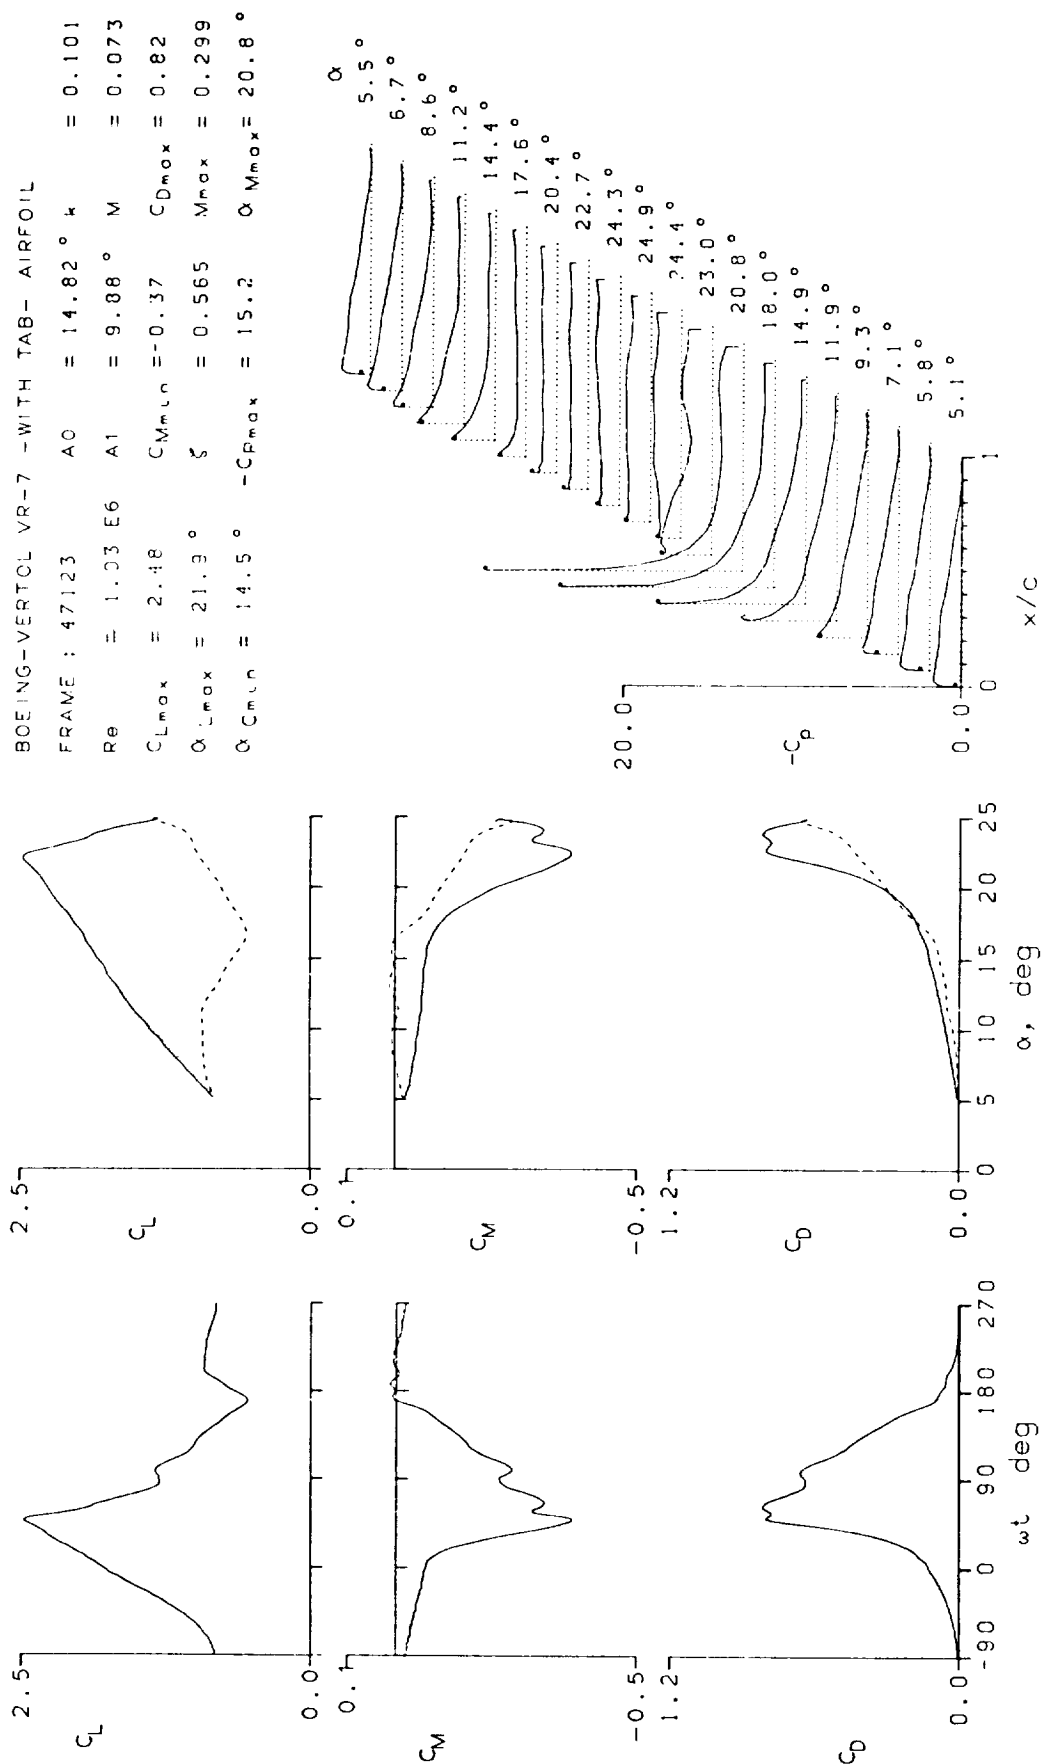 BOEING-VERTOL VR-7 -WITH TAB- AIRFOIL
FRAME : 47123 A0 = 14.82° k = 0.101
Re = 1.03 E6 A1 = 9.88° M = 0.073
CLmax = 2.48 CMmin =-0.37 CDmax = 0.82
αLmax = 21.9° ζ = 0.565 Mmax = 0.299
αCmin = 14.5° -CPmax = 15.2 αMmax = 20.8°
2.5
CL
0.0
0.1
CM
-0.5
1.2
CD
0.0
-90 0 90 180 270
ωt deg
2.5
CL
0.0
0.1
CM
-0.5
1.2
CD
0.0
0 5 10 15 20 25
α, deg
α
5.5°
6.7°
8.6°
11.2°
14.4°
17.6°
20.4°
22.7°
24.3°
24.9°
24.4°
23.0°
20.8°
18.0°
14.9°
11.9°
9.3°
7.1°
5.8°
5.1°
20.0
-Cp
0.0
0 1
x/c